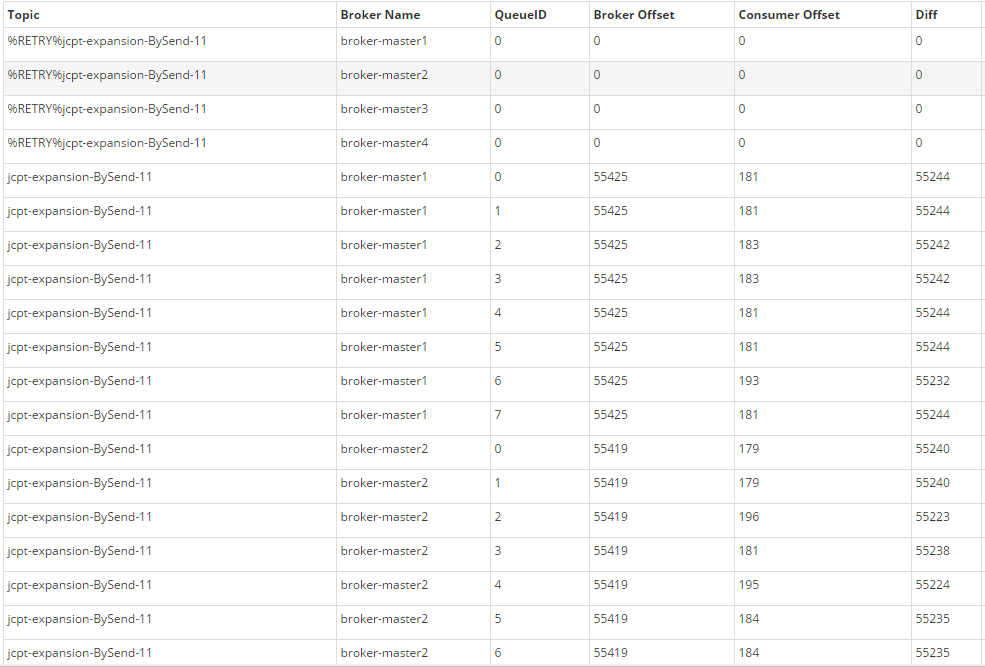 Topic Broker Name QueueID Broker Offset Consumer Offset Diff
%RETRY%jcpt-expansion-BySend-11 broker-master1 0 0 0 0
%RETRY%jcpt-expansion-BySend-11 broker-master2 0 0 0 0
%RETRY%jcpt-expansion-BySend-11 broker-master3 0 0 0 0
%RETRY%jcpt-expansion-BySend-11 broker-master4 0 0 0 0
jcpt-expansion-BySend-11 broker-master1 0 55425 181 55244
jcpt-expansion-BySend-11 broker-master1 1 55425 181 55244
jcpt-expansion-BySend-11 broker-master1 2 55425 183 55242
jcpt-expansion-BySend-11 broker-master1 3 55425 183 55242
jcpt-expansion-BySend-11 broker-master1 4 55425 181 55244
jcpt-expansion-BySend-11 broker-master1 5 55425 181 55244
jcpt-expansion-BySend-11 broker-master1 6 55425 193 55232
jcpt-expansion-BySend-11 broker-master1 7 55425 181 55244
jcpt-expansion-BySend-11 broker-master2 0 55419 179 55240
jcpt-expansion-BySend-11 broker-master2 1 55419 179 55240
jcpt-expansion-BySend-11 broker-master2 2 55419 196 55223
jcpt-expansion-BySend-11 broker-master2 3 55419 181 55238
jcpt-expansion-BySend-11 broker-master2 4 55419 195 55224
jcpt-expansion-BySend-11 broker-master2 5 55419 184 55235
jcpt-expansion-BySend-11 broker-master2 6 55419 184 55235